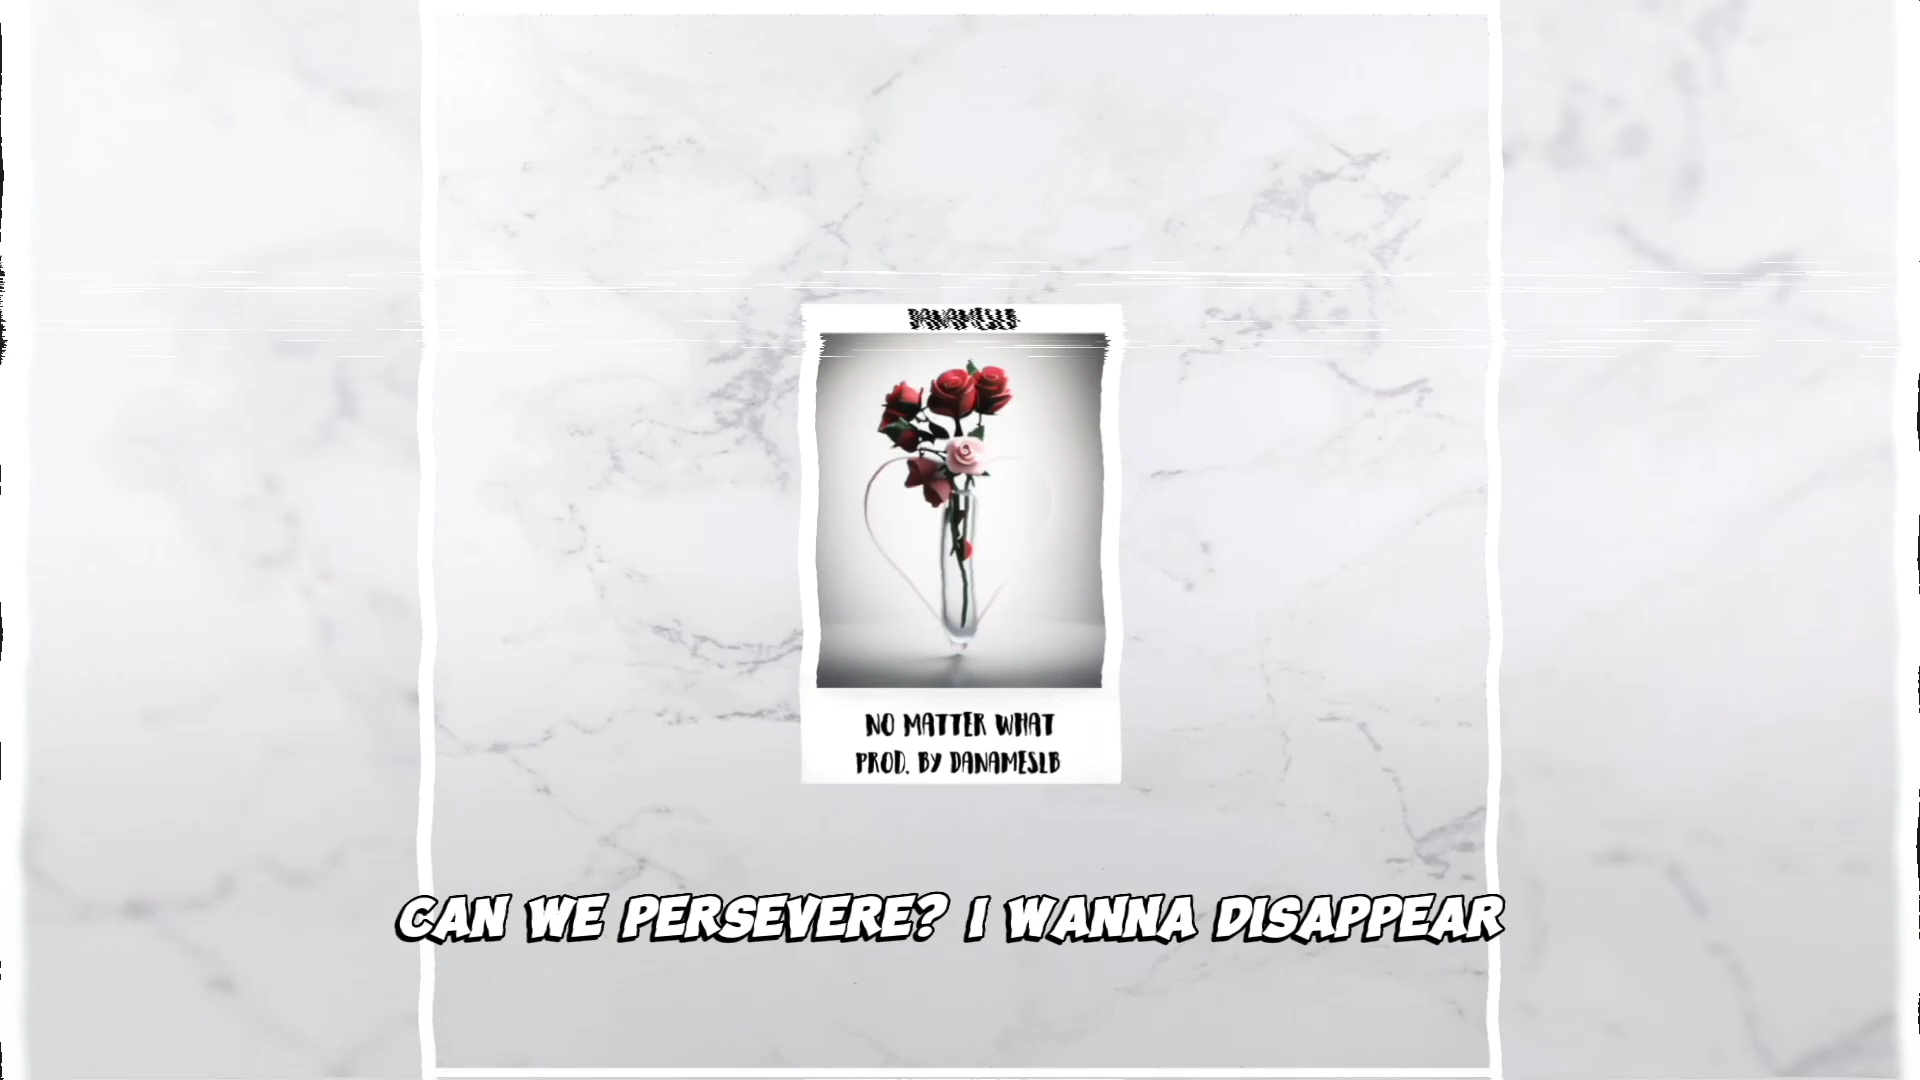 DANAMESLB
NO MATTER WHAT
PROD. BY DANAMESLB
CAN WE PERSEVERE? I WANNA DISAPPEAR